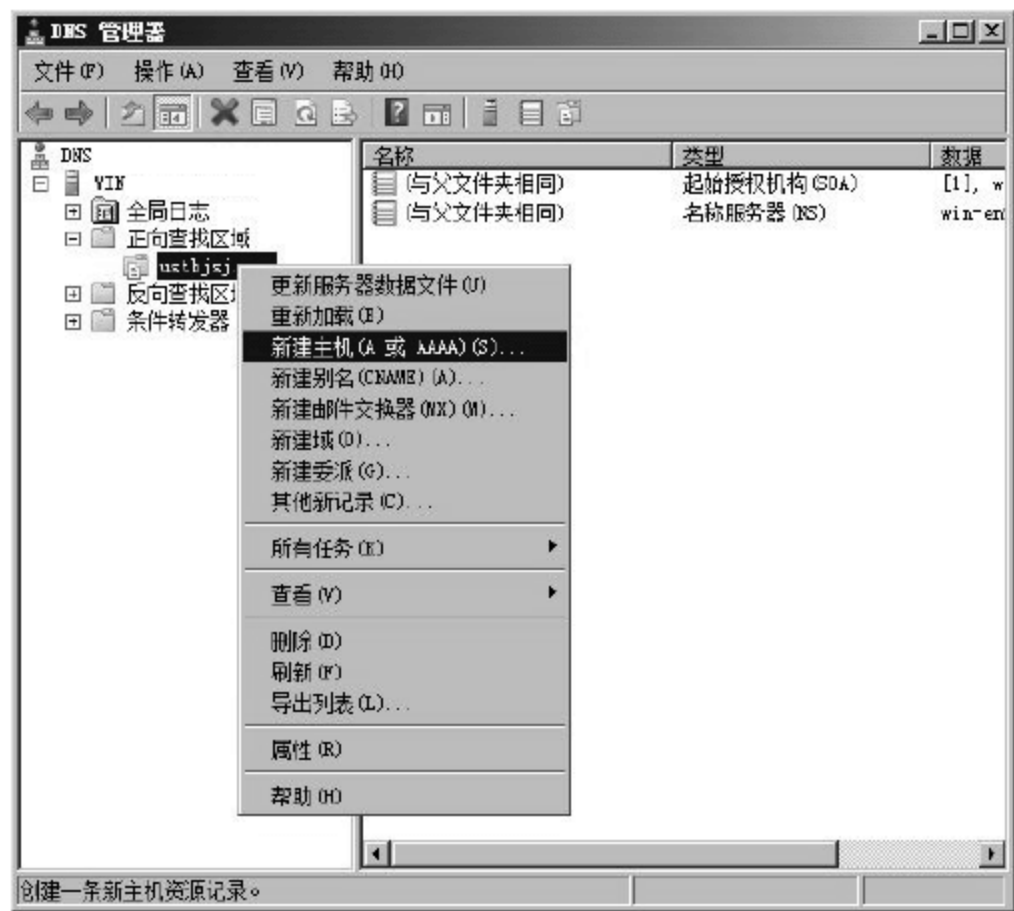 DNS 管理器
文件(F) 操作(A) 查看(V) 帮助(H)
DNS
WIN
全局日志
正向查找区域
ustbjsj
反向查找区
条件转发器
名称 类型 数据
(与父文件夹相同) 起始授权机构(SOA) [1], w
(与父文件夹相同) 名称服务器(NS) win-en
更新服务器数据文件(U)
重新加载(E)
新建主机(A 或 AAAA)(S)...
新建别名(CNAME)(A)...
新建邮件交换器(MX)(M)...
新建域(O)...
新建委派(G)...
其他新记录(C)...
所有任务(K)
查看(V)
删除(D)
刷新(F)
导出列表(L)...
属性(R)
帮助(H)
创建一条新主机资源记录。